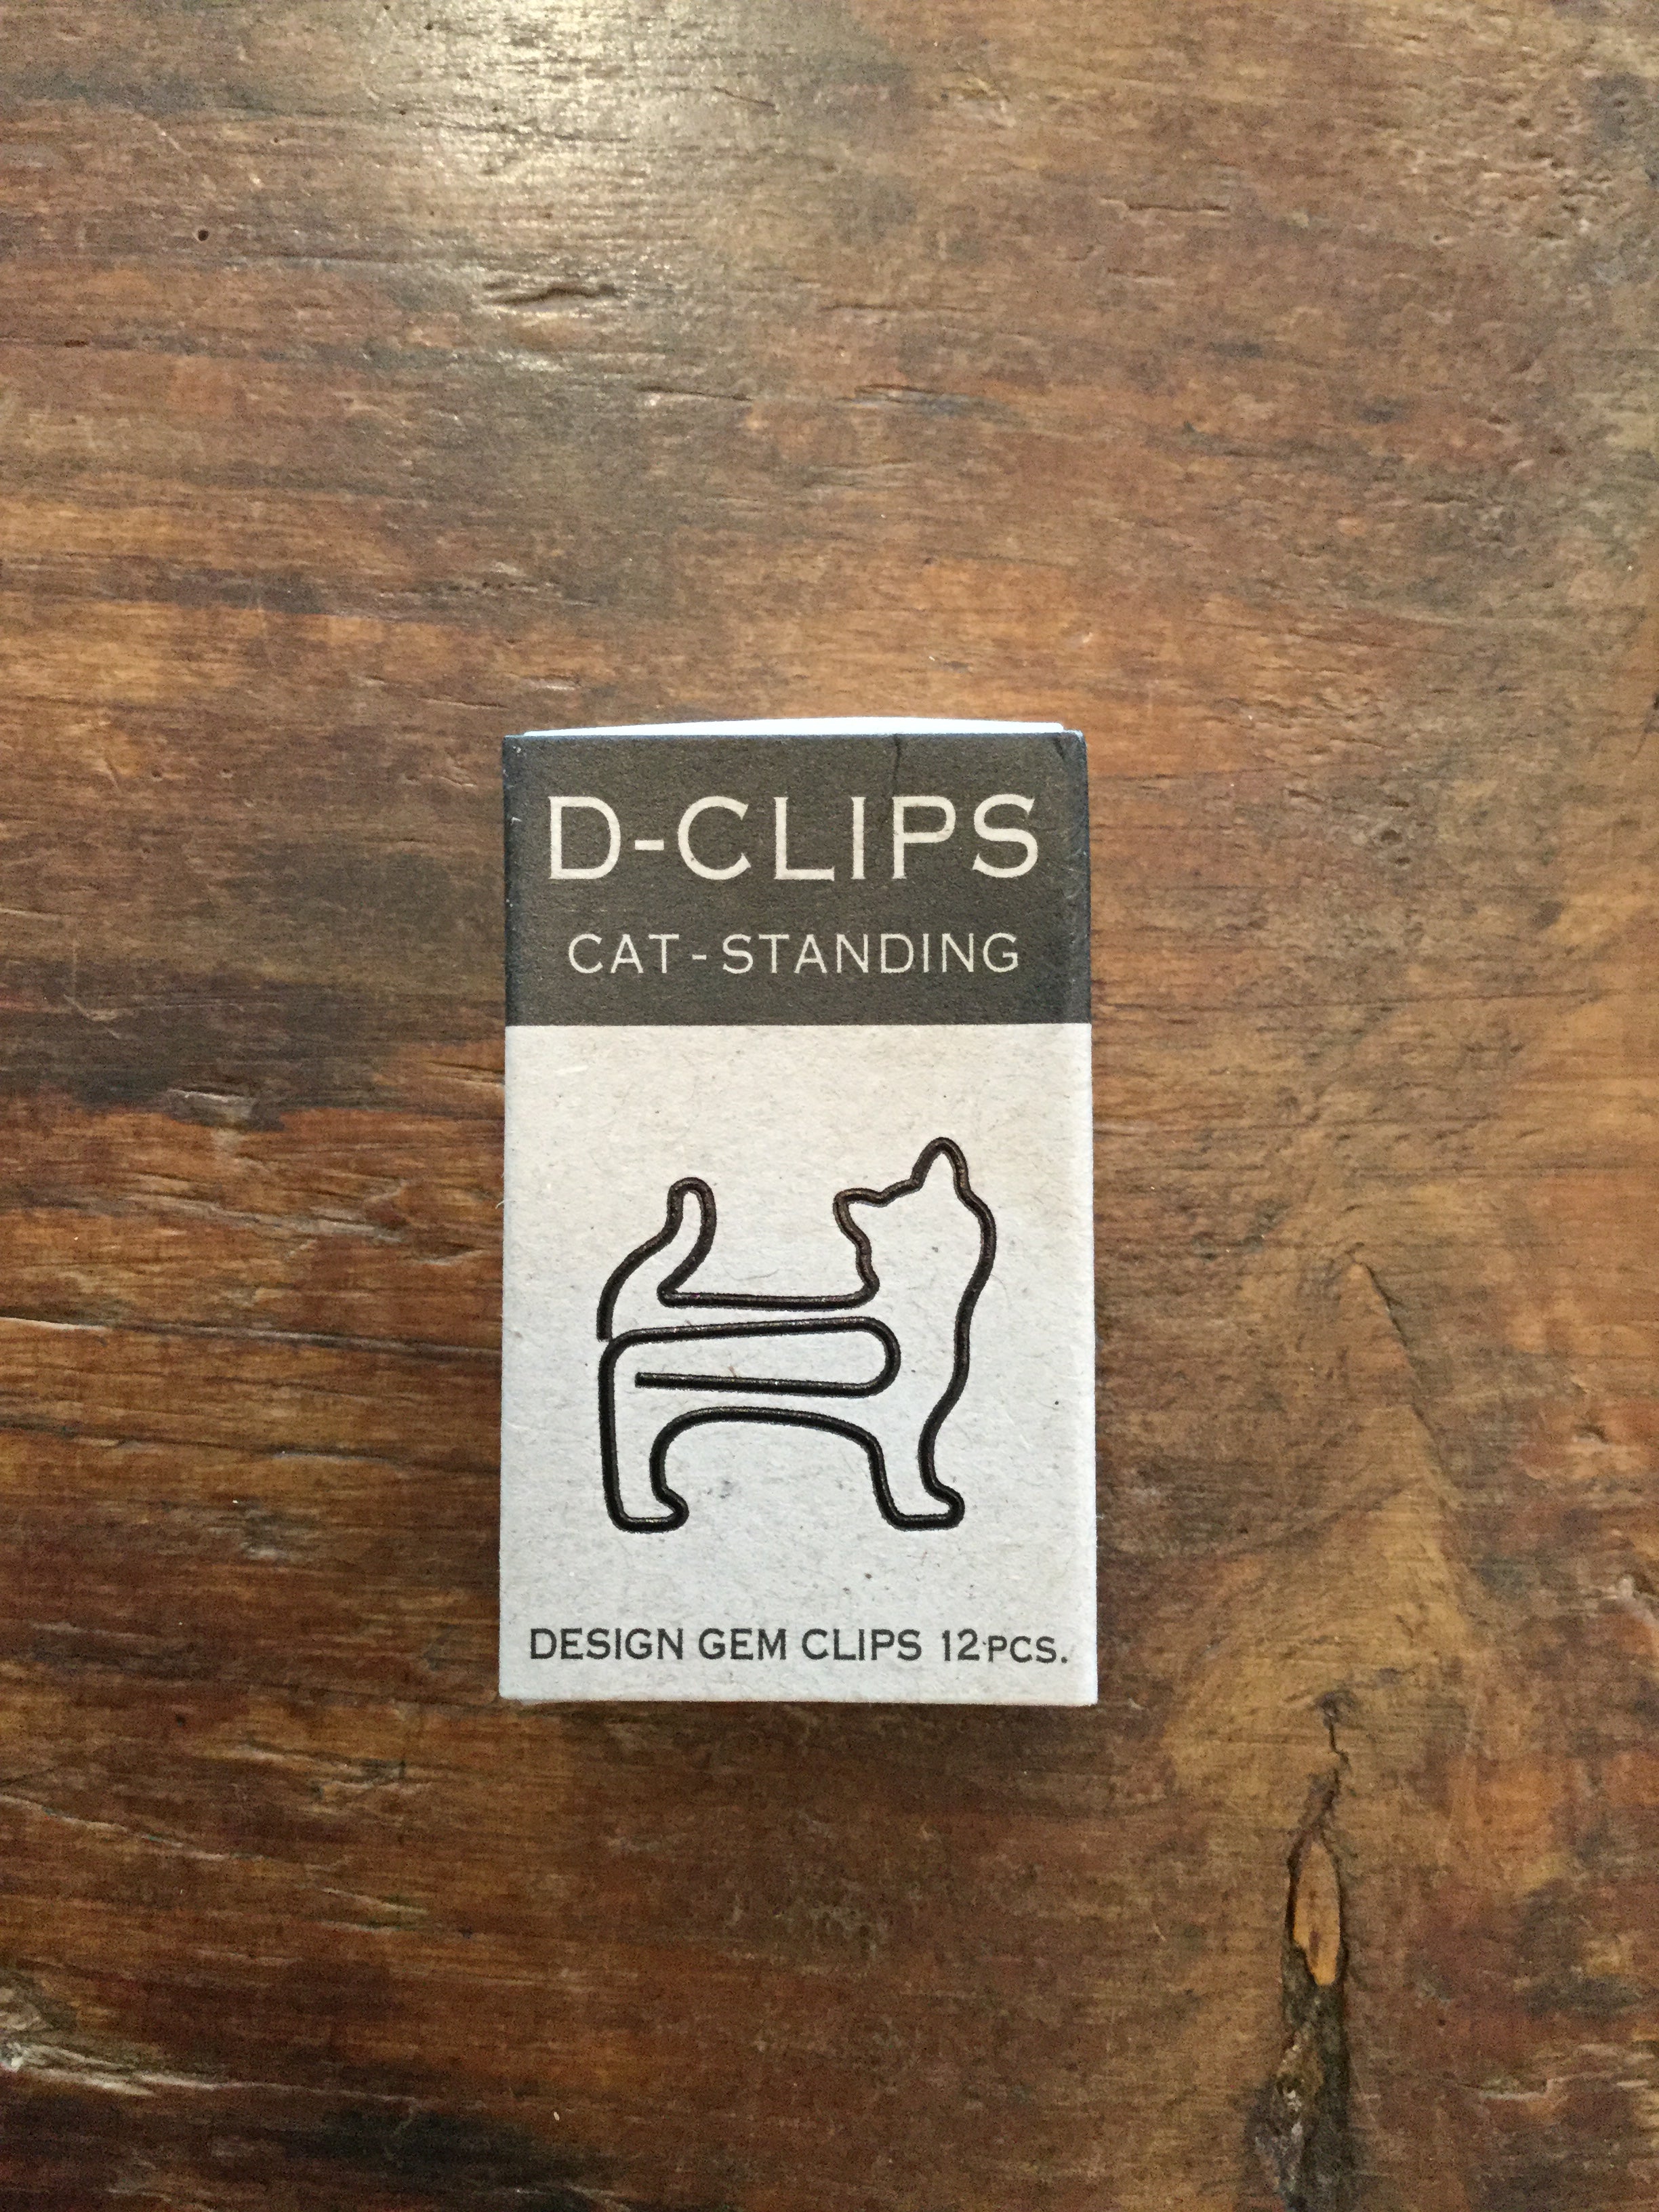 D-CLIPS
CAT-STANDING
DESIGN GEM CLIPS 12 PCS.